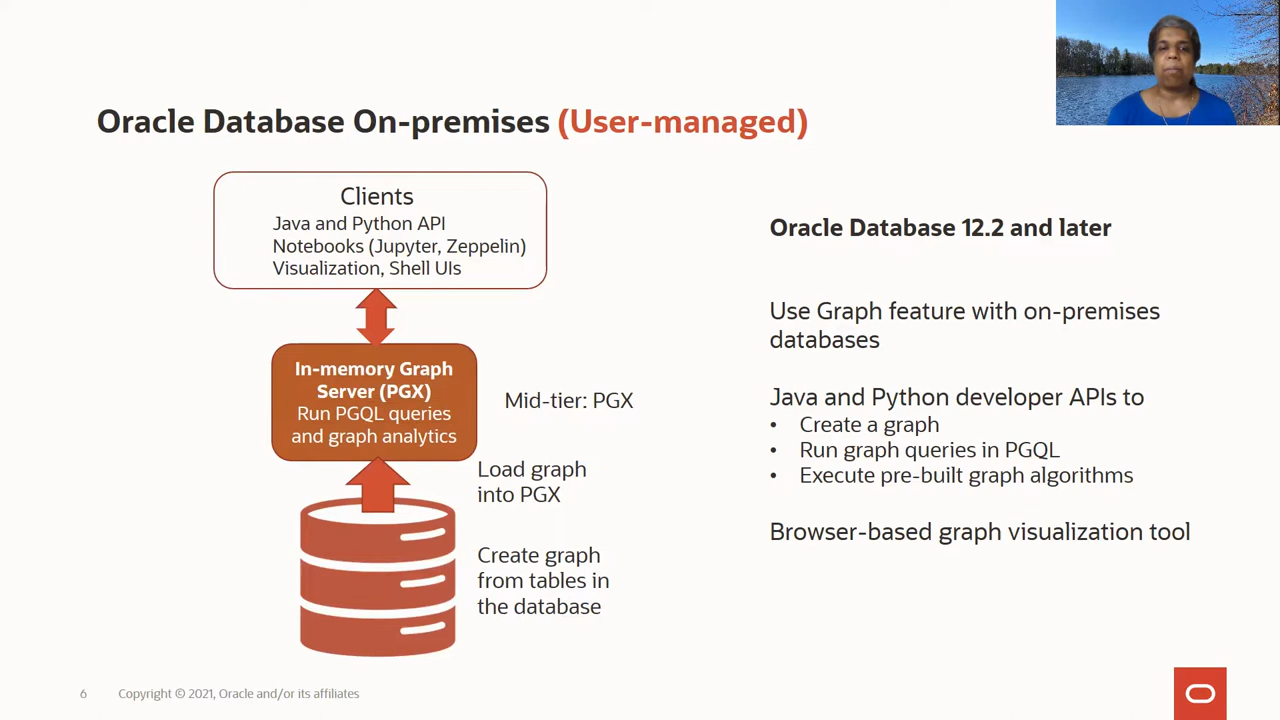 Oracle Database On-premises (User-managed)
Clients
Java and Python API
Notebooks (Jupyter, Zeppelin)
Visualization, Shell UIs
In-memory Graph
Server (PGX)
Run PGQL queries
and graph analytics
Mid-tier: PGX
Load graph
into PGX
Create graph
from tables in
the database
Oracle Database 12.2 and later
Use Graph feature with on-premises
databases
Java and Python developer APIs to
• Create a graph
• Run graph queries in PGQL
• Execute pre-built graph algorithms
Browser-based graph visualization tool
6
Copyright © 2021, Oracle and/or its affiliates